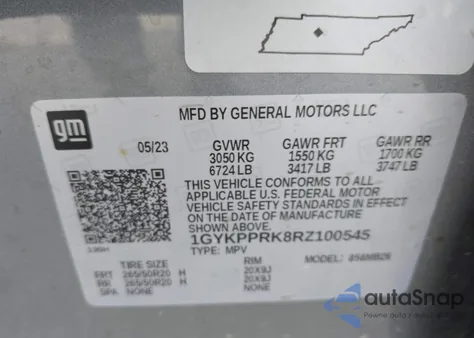 MFD BY GENERAL MOTORS LLC
gm
05/23 GVWR GAWR FRT GAWR RR
3050 KG 1550 KG 1700 KG
6724 LB 3417 LB 3747 LB
THIS VEHICLE CONFORMS TO ALL
APPLICABLE U.S. FEDERAL MOTOR
VEHICLE SAFETY STANDARDS IN EFFECT
ON THE DATE OF MANUFACTURE
SHOWN ABOVE.
1GYKPPRK8RZ100545
TYPE: MPV MODEL:
TIRE SIZE RIM
FRT 265/50R20 H 20X9J
RR 265/50R20 H 20X9J
SPA NONE NONE
autoSnap